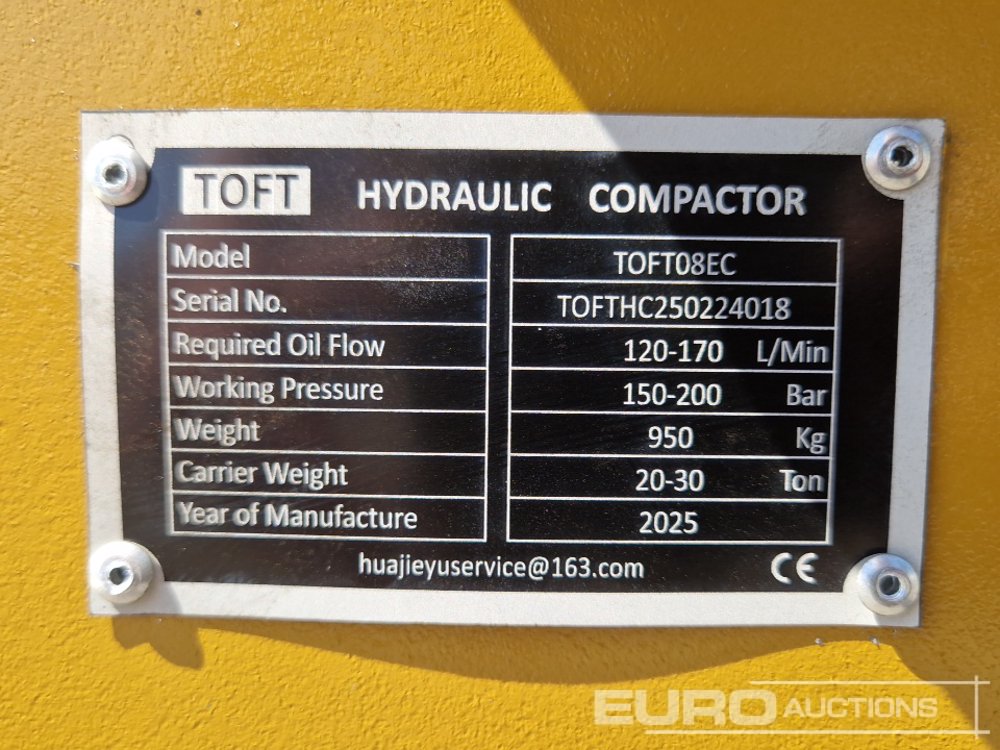 TOFT HYDRAULIC COMPACTOR
Model TOFT08EC
Serial No. TOFTHC250224018
Required Oil Flow 120-170 L/Min
Working Pressure 150-200 Bar
Weight 950 Kg
Carrier Weight 20-30 Ton
Year of Manufacture 2025
huajieyuservice@163.com CE
EURO AUCTIONS